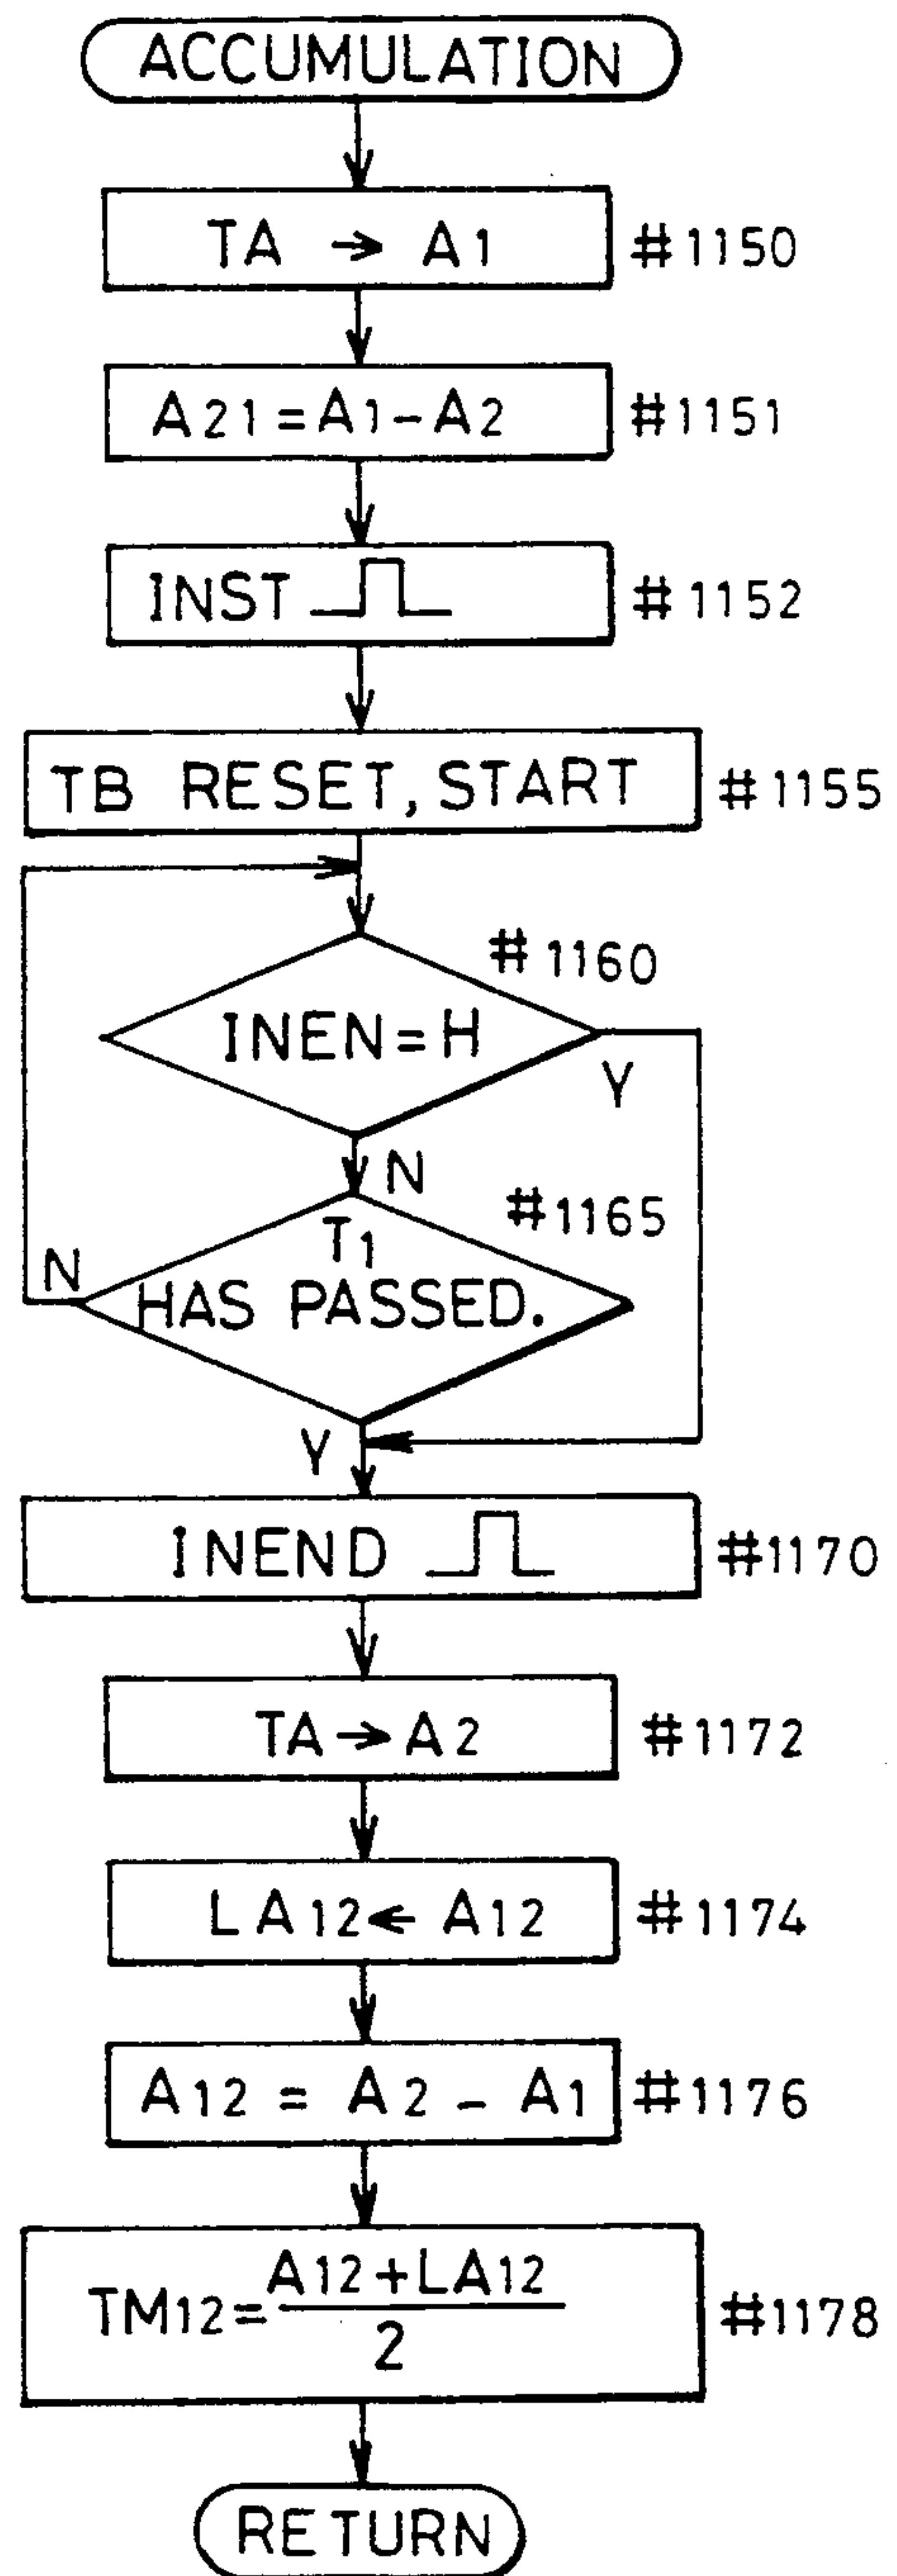 ACCUMULATION
TA → A1 #1150
A21 = A1 - A2 #1151
INST #1152
TB RESET, START #1155
#1160
INEN = H
Y
N
#1165
T1
N
HAS PASSED.
Y
INEND #1170
TA → A2 #1172
LA12 ← A12 #1174
A12 = A2 - A1 #1176
A12 + LA12
TM12 = #1178
2
RETURN